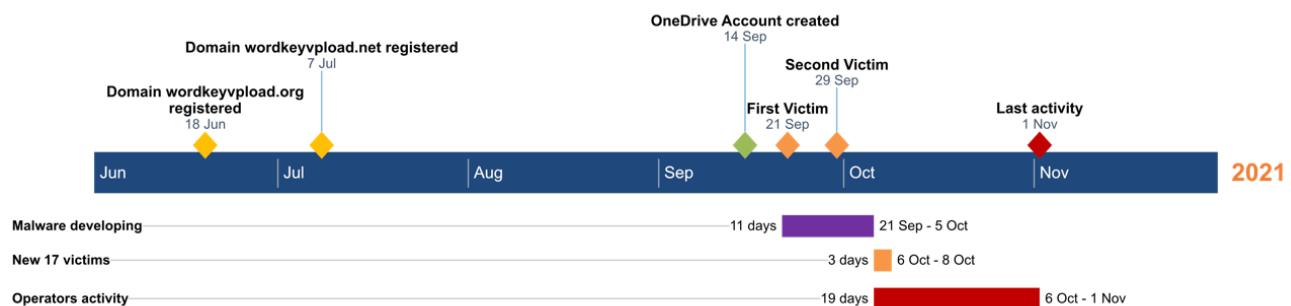 OneDrive Account created
14 Sep
Domain wordkeyvpload.net registered
7 Jul
Second Victim
29 Sep
Domain wordkeyvpload.org
registered
18 Jun
First Victim
21 Sep
Last activity
1 Nov
Jun Jul Aug Sep Oct Nov 2021
Malware developing 11 days 21 Sep - 5 Oct
New 17 victims 3 days 6 Oct - 8 Oct
Operators activity 19 days 6 Oct - 1 Nov